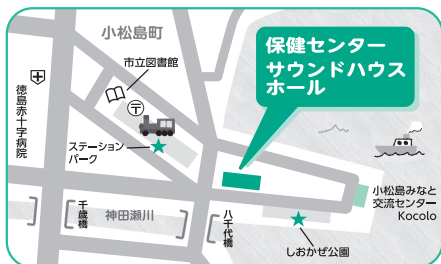 小松島町
市立図書館
保健センター
サウンドハウス
ホール
徳島赤十字病院
〒
ステーション
パーク
小松島みなと
交流センター
Kocolo
千歳橋
神田瀬川
八千代橋
しおかぜ公園